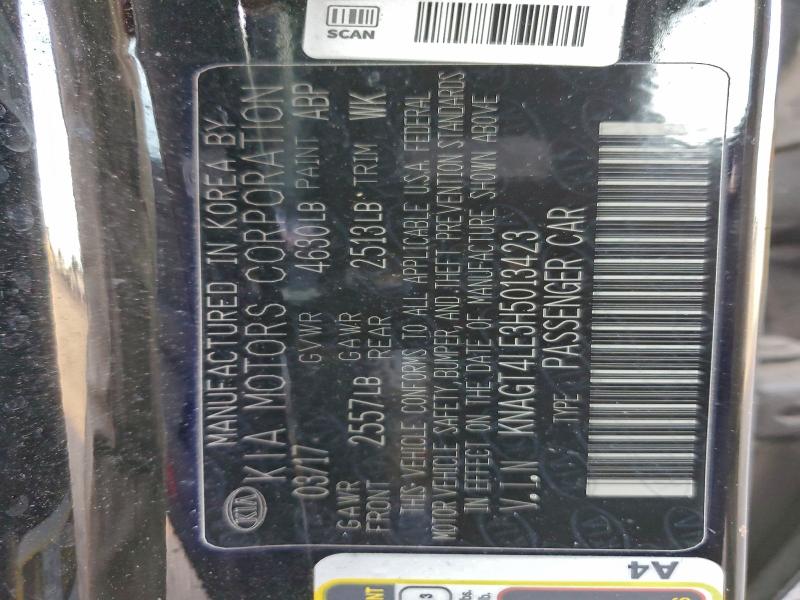 SCAN
KIA
MANUFACTURED IN KOREA BY
KIA MOTORS CORPORATION
03/17 GVWR 4630LB PAINT ABP
GAWR FRONT 2557LB GAWR REAR 2513LB TRIM WK
THIS VEHICLE CONFORMS TO ALL APPLICABLE U.S.A. FEDERAL
MOTOR VEHICLE SAFETY, BUMPER, AND THEFT PREVENTION STANDARDS
IN EFFECT ON THE DATE OF MANUFACTURE SHOWN ABOVE
V.I.N KNAGT4LE3H5013423
TYPE : PASSENGER CAR
A4